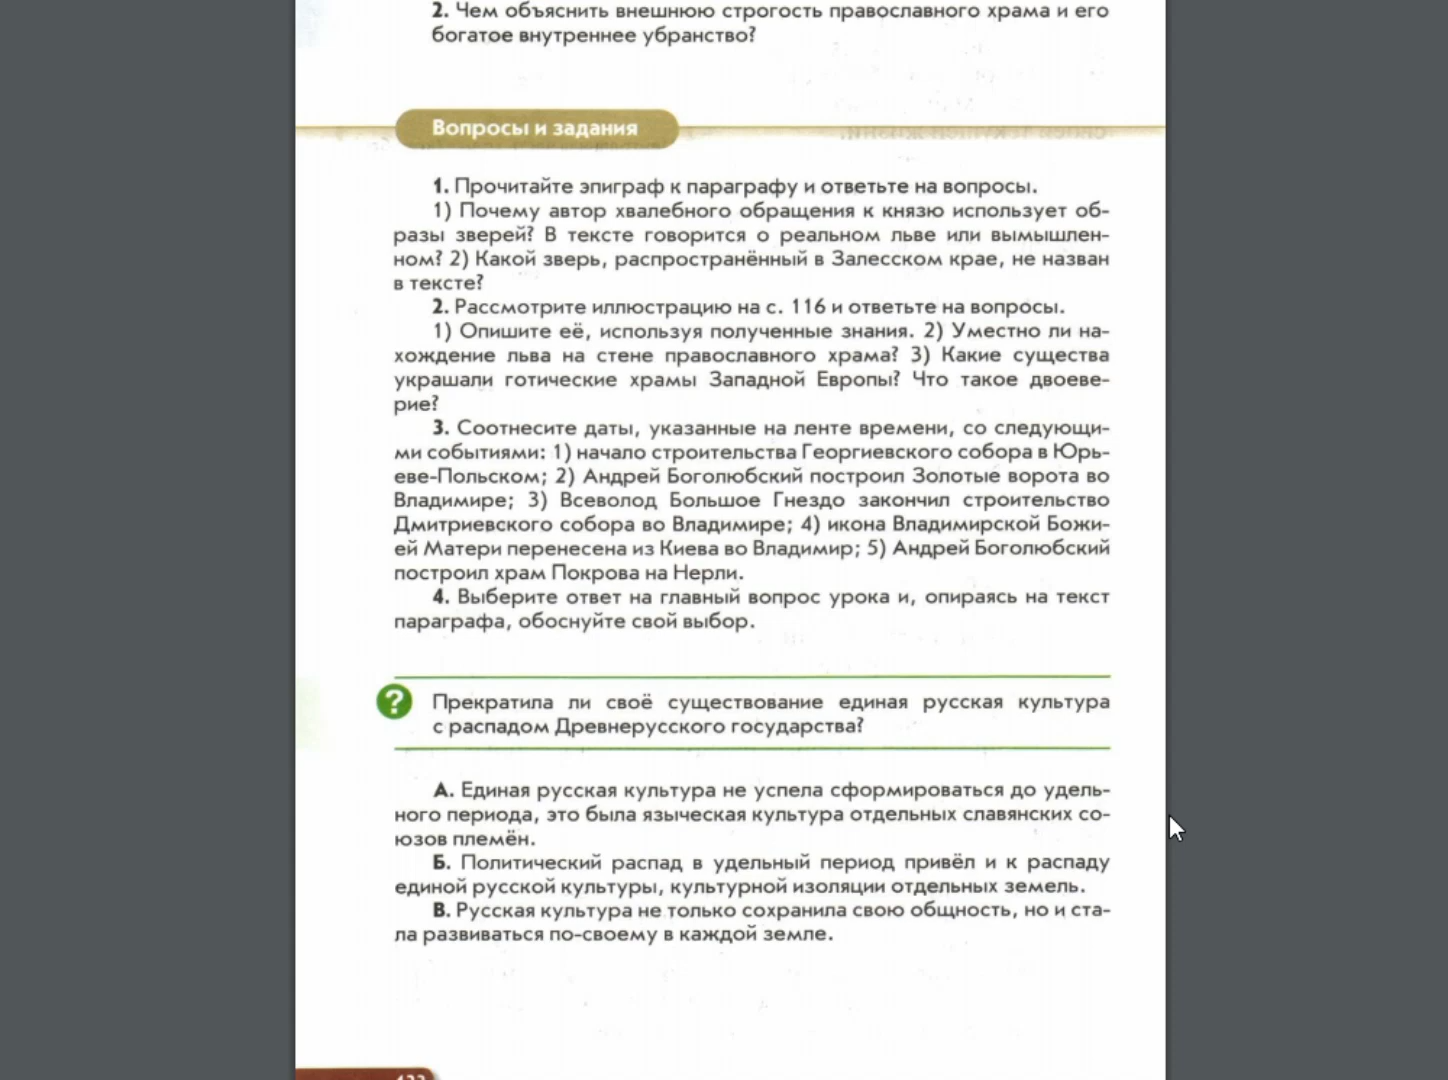 2. Чем объяснить внешнюю строгость православного храма и его
богатое внутреннее убранство?
Вопросы и задания
1. Прочитайте эпиграф к параграфу и ответьте на вопросы.
1) Почему автор хвалебного обращения к князю использует об-
разы зверей? В тексте говорится о реальном льве или вымышлен-
ном? 2) Какой зверь, распространённый в Залесском крае, не назван
в тексте?
2. Рассмотрите иллюстрацию на с. 116 и ответьте на вопросы.
1) Опишите её, используя полученные знания. 2) Уместно ли на-
хождение льва на стене православного храма? 3) Какие существа
украшали готические храмы Западной Европы? Что такое двоеве-
рие?
3. Соотнесите даты, указанные на ленте времени, со следующи-
ми событиями: 1) начало строительства Георгиевского собора в Юрь-
еве-Польском; 2) Андрей Боголюбский построил Золотые ворота во
Владимире; 3) Всеволод Большое Гнездо закончил строительство
Дмитриевского собора во Владимире; 4) икона Владимирской Божи-
ей Матери перенесена из Киева во Владимир; 5) Андрей Боголюбский
построил храм Покрова на Нерли.
4. Выберите ответ на главный вопрос урока и, опираясь на текст
параграфа, обоснуйте свой выбор.
? Прекратила ли своё существование единая русская культура
с распадом Древнерусского государства?
А. Единая русская культура не успела сформироваться до удель-
ного периода, это была языческая культура отдельных славянских со-
юзов племён.
Б. Политический распад в удельный период привёл и к распаду
единой русской культуры, культурной изоляции отдельных земель.
В. Русская культура не только сохранила свою общность, но и ста-
ла развиваться по-своему в каждой земле.